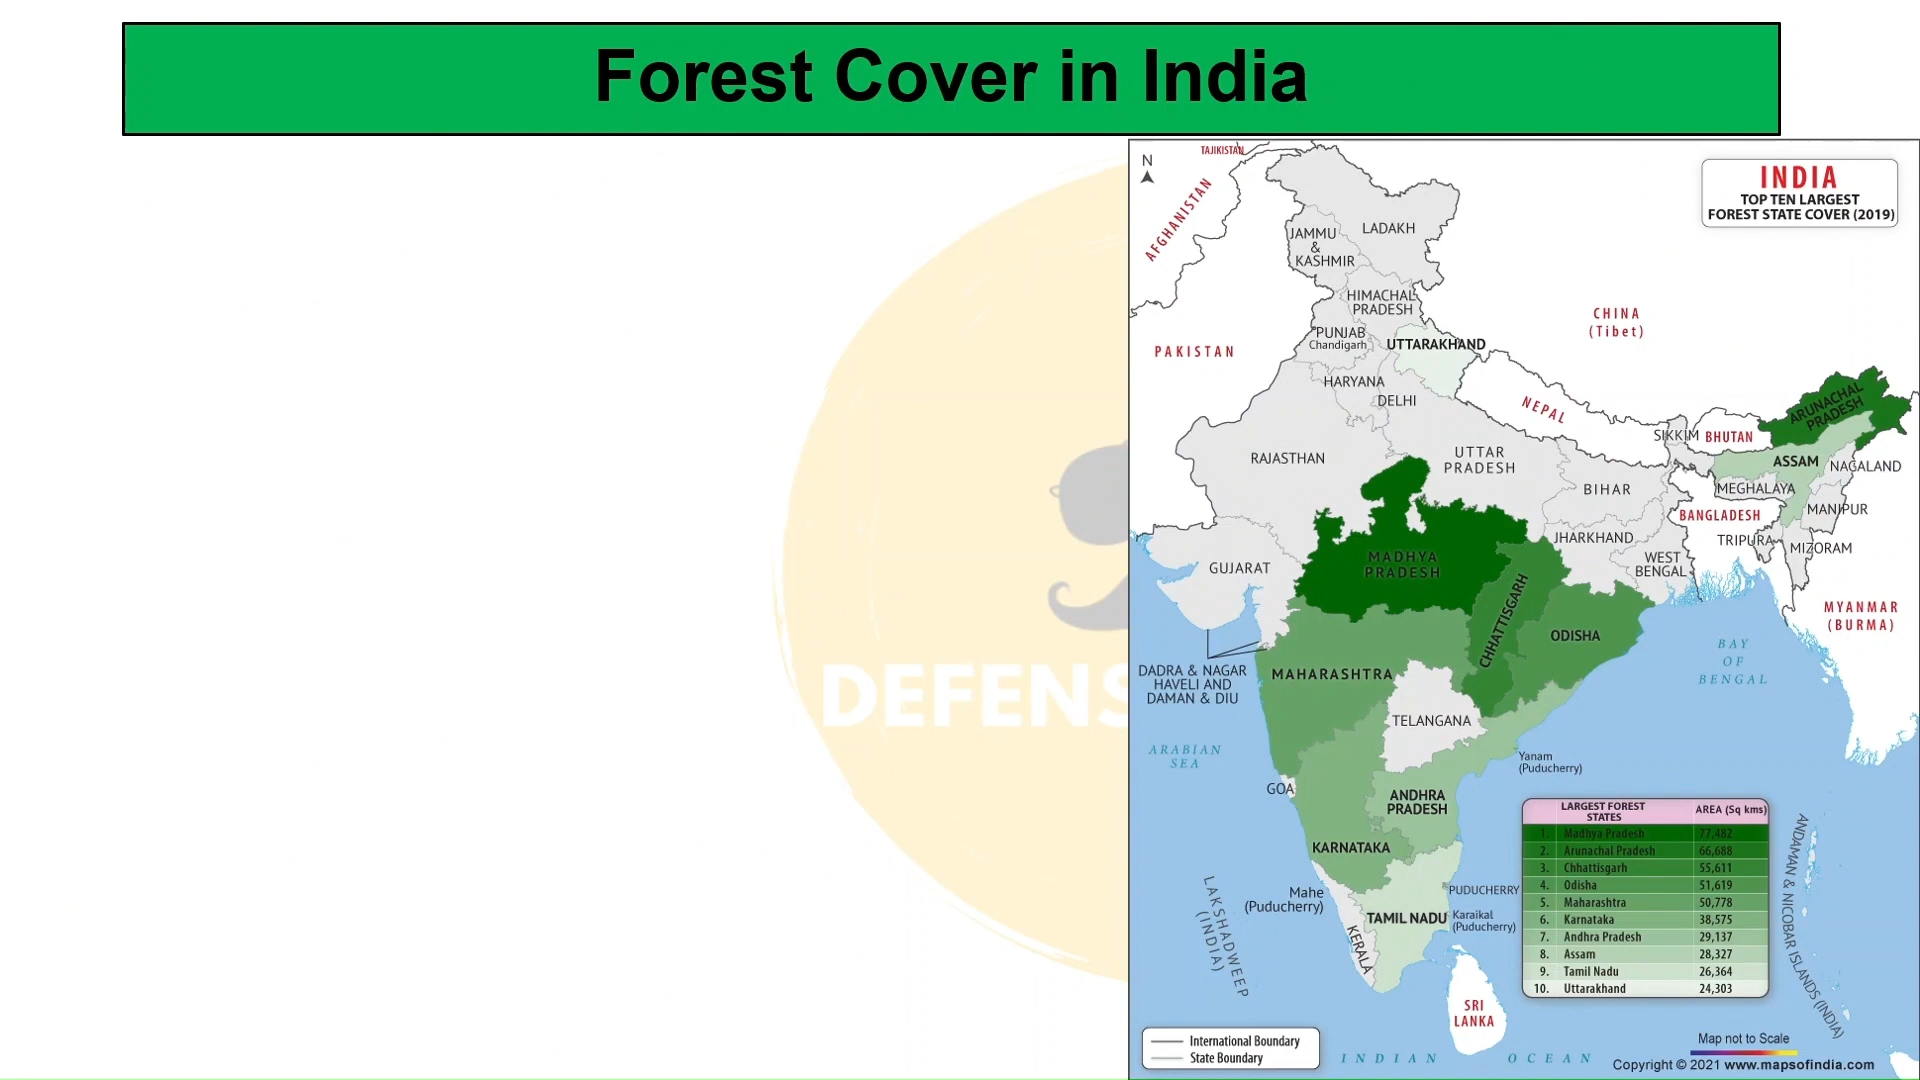 Forest Cover in India
DEFENS
N
TAJIKISTAN
AFGHANISTAN
INDIA
TOP TEN LARGEST
FOREST STATE COVER (2019)
LADAKH
JAMMU
&
KASHMIR
HIMACHAL
PRADESH
CHINA
(Tibet)
PUNJAB
Chandigarh
UTTARAKHAND
PAKISTAN
HARYANA
DELHI
NEPAL
ARUNACHAL
PRADESH
SIKKIM
BHUTAN
RAJASTHAN
UTTAR
PRADESH
ASSAM
NAGALAND
BIHAR
MEGHALAYA
MANIPUR
BANGLADESH
JHARKHAND
TRIPURA
MIZORAM
WEST
BENGAL
GUJARAT
MADHYA
PRADESH
CHHATTISGARH
ODISHA
MYANMAR
(BURMA)
BAY
OF
BENGAL
DADRA & NAGAR
HAVELI AND
DAMAN & DIU
MAHARASHTRA
TELANGANA
ARABIAN
SEA
Yanam
(Puducherry)
GOA
ANDHRA
PRADESH
KARNATAKA
LARGEST FOREST
STATES
AREA (Sq kms)
1. Madhya Pradesh 77,482
2. Arunachal Pradesh 66,688
3. Chhattisgarh 55,611
4. Odisha 51,619
5. Maharashtra 50,778
6. Karnataka 38,575
7. Andhra Pradesh 29,137
8. Assam 28,327
9. Tamil Nadu 26,364
10. Uttarakhand 24,303
ANDAMAN & NICOBAR ISLANDS (INDIA)
LAKSHADWEEP
(INDIA)
Mahe
(Puducherry)
PUDUCHERRY
TAMIL NADU
Karaikal
(Puducherry)
KERALA
SRI
LANKA
International Boundary
State Boundary
INDIAN OCEAN
Map not to Scale
Copyright © 2021 www.mapsofindia.com